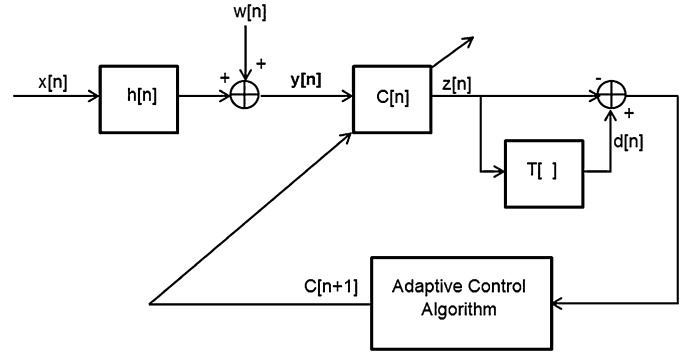 w[n]
x[n]
h[n]
+
+
y[n]
C[n]
z[n]
-
+
d[n]
T[ ]
C[n+1]
Adaptive Control
Algorithm